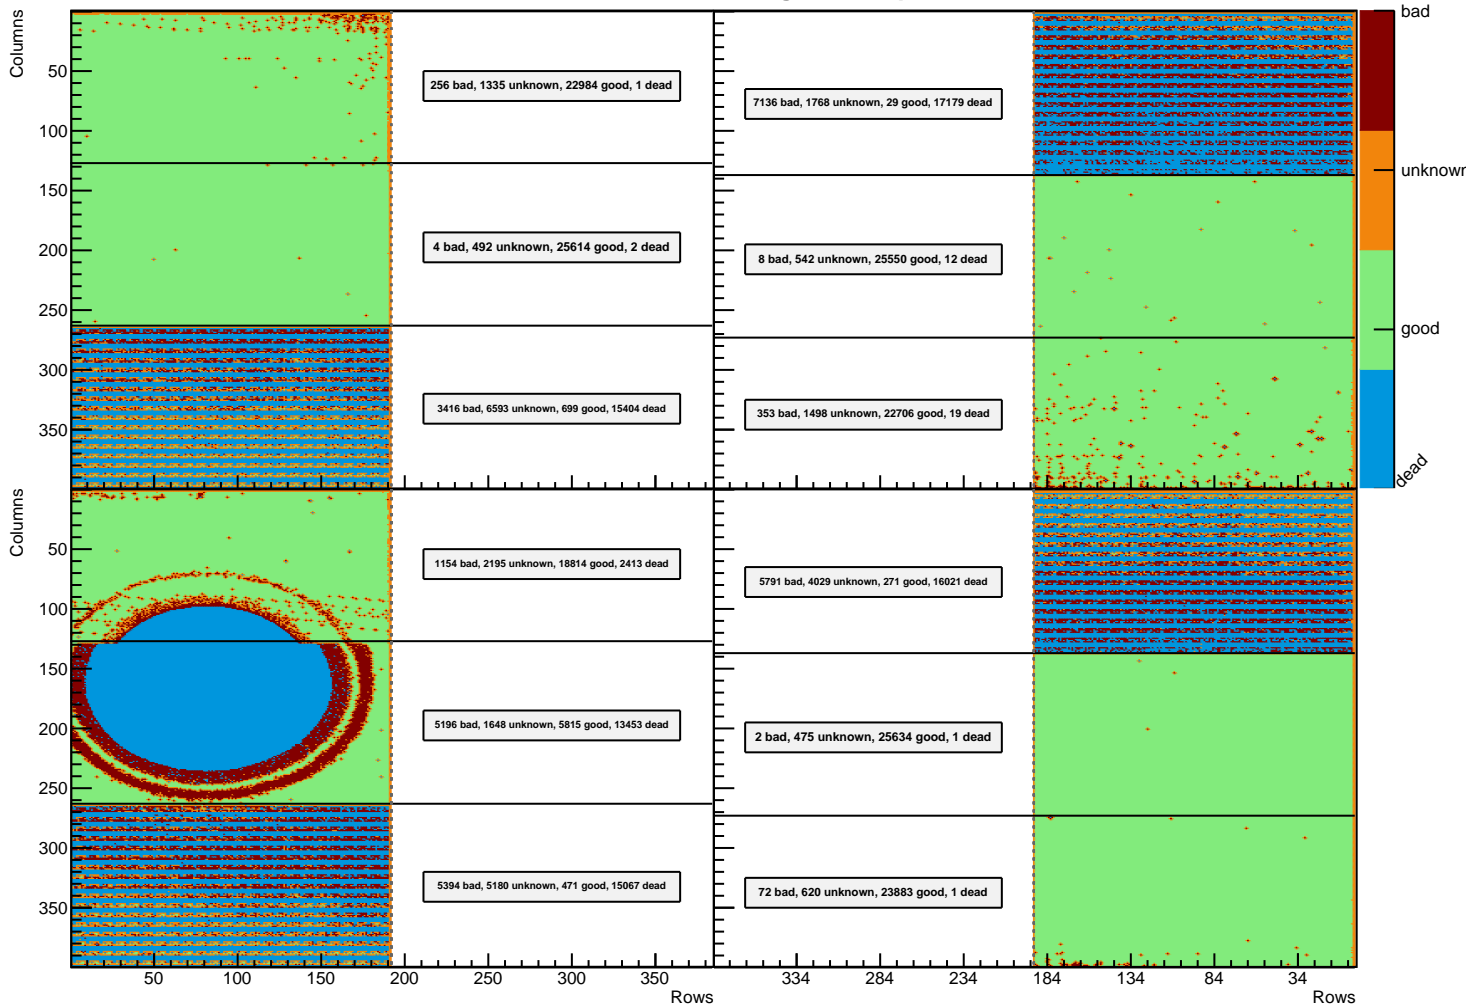 Columns
50
100
150
200
250
300
350
256 bad, 1335 unknown, 22984 good, 1 dead
4 bad, 492 unknown, 25614 good, 2 dead
3416 bad, 6593 unknown, 699 good, 15404 dead
7136 bad, 1768 unknown, 29 good, 17179 dead
8 bad, 542 unknown, 25550 good, 12 dead
353 bad, 1498 unknown, 22706 good, 19 dead
bad
unknown
good
dead
Columns
50
100
150
200
250
300
350
1154 bad, 2195 unknown, 18814 good, 2413 dead
5196 bad, 1648 unknown, 5815 good, 13453 dead
5394 bad, 5180 unknown, 471 good, 15067 dead
5791 bad, 4029 unknown, 271 good, 16021 dead
2 bad, 475 unknown, 25634 good, 1 dead
72 bad, 620 unknown, 23883 good, 1 dead
50 100 150 200 250 300 350
Rows
334 284 234 184 134 84 34
Rows